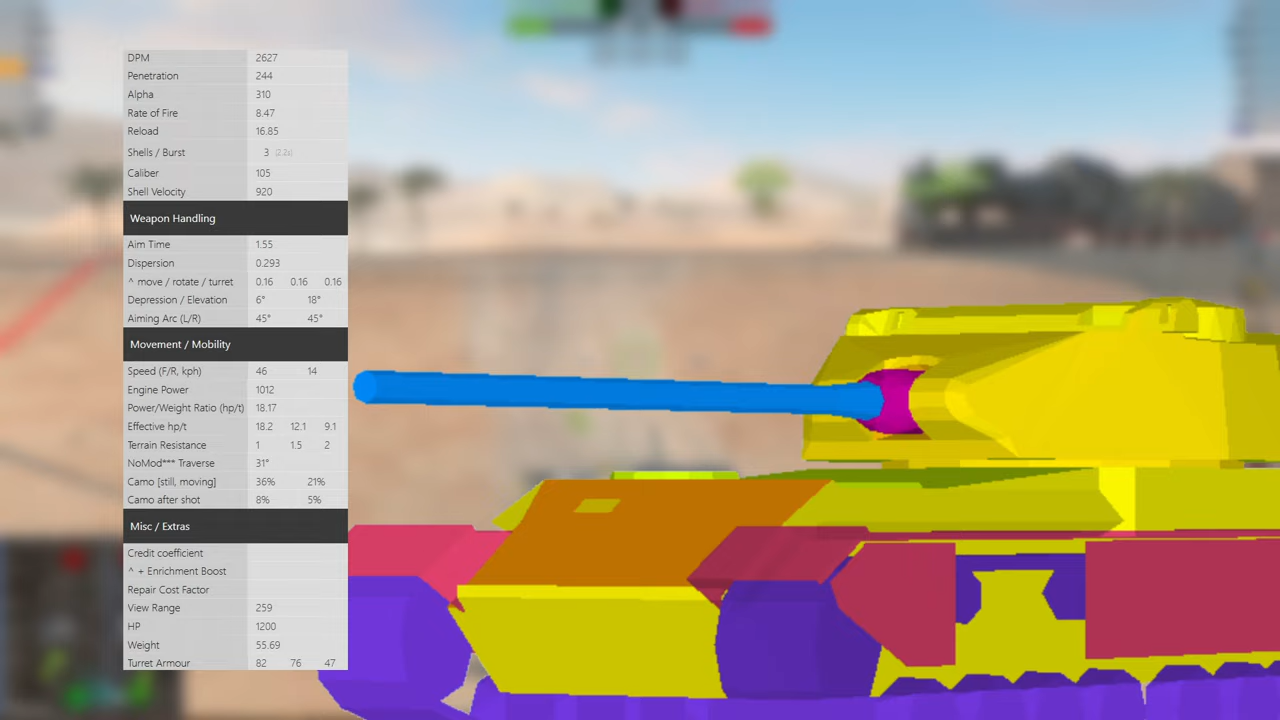 DPM 2627
Penetration 244
Alpha 310
Rate of Fire 8.47
Reload 16.85
Shells / Burst 3 (2.2s)
Caliber 105
Shell Velocity 920
Weapon Handling
Aim Time 1.55
Dispersion 0.293
^ move / rotate / turret 0.16 0.16 0.16
Depression / Elevation 6° 18°
Aiming Arc (L/R) 45° 45°
Movement / Mobility
Speed (F/R, kph) 46 14
Engine Power 1012
Power/Weight Ratio (hp/t) 18.17
Effective hp/t 18.2 12.1 9.1
Terrain Resistance 1 1.5 2
NoMod*** Traverse 31°
Camo [still, moving] 36% 21%
Camo after shot 8% 5%
Misc / Extras
Credit coefficient
^ + Enrichment Boost
Repair Cost Factor
View Range 259
HP 1200
Weight 55.69
Turret Armour 82 76 47